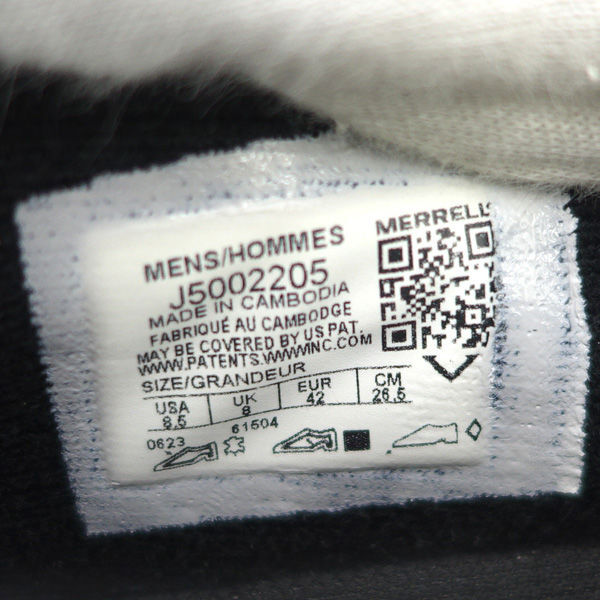 MERRELL
MENS/HOMMES
J5002205
MADE IN CAMBODIA
FABRIQUÉ AU CAMBODGE
MAY BE COVERED BY US PAT.
WWW.PATENTS.WWWINC.COM
SIZE/GRANDEUR
USA UK EUR CM
8.5 8 42 26.5
0623 61504